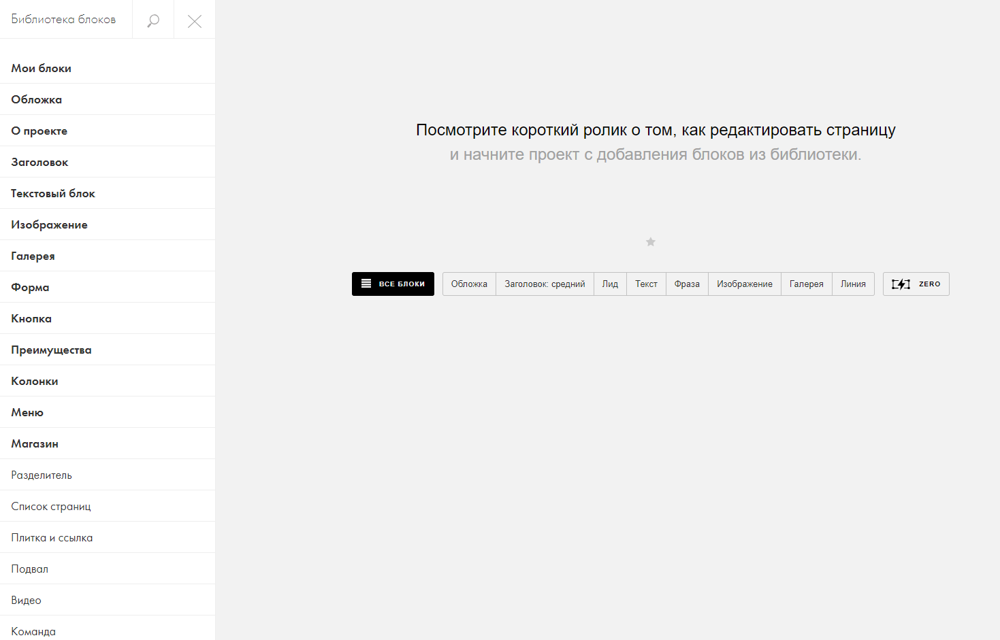 Библиотека блоков
Мои блоки
Обложка
О проекте
Заголовок
Текстовый блок
Изображение
Галерея
Форма
Кнопка
Преимущества
Колонки
Меню
Магазин
Разделитель
Список страниц
Плитка и ссылка
Подвал
Видео
Команда
Посмотрите короткий ролик о том, как редактировать страницу
и начните проект с добавления блоков из библиотеки.
ВСЕ БЛОКИ Обложка Заголовок: средний Лид Текст Фраза Изображение Галерея Линия ZERO